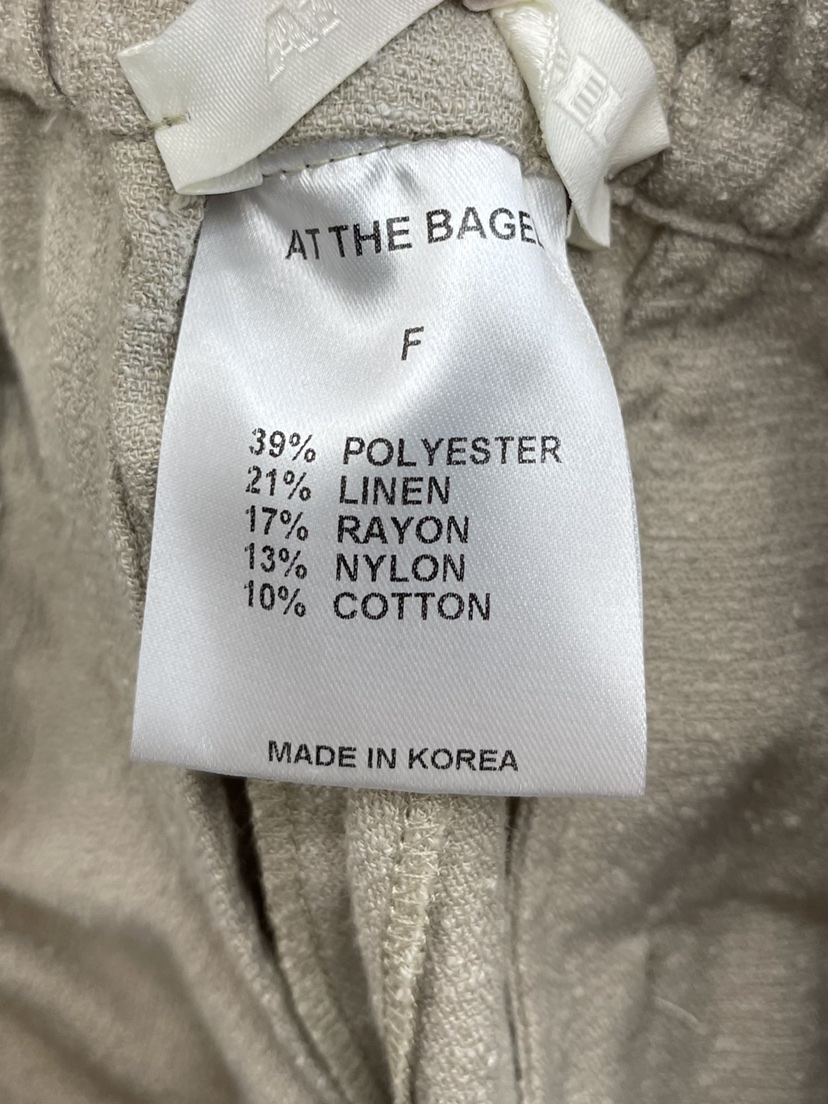 AT THE BAGEL
F
39% POLYESTER
21% LINEN
17% RAYON
13% NYLON
10% COTTON
MADE IN KOREA